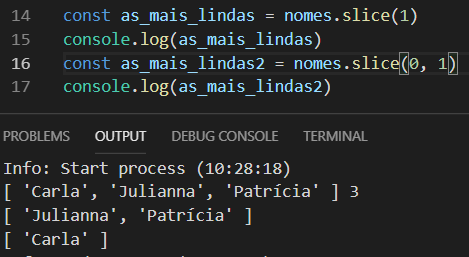 14 const as_mais_lindas = nomes.slice(1)
15 console.log(as_mais_lindas)
16 const as_mais_lindas2 = nomes.slice(0, 1)
17 console.log(as_mais_lindas2)
PROBLEMS OUTPUT DEBUG CONSOLE TERMINAL
Info: Start process (10:28:18)
[ 'Carla', 'Julianna', 'Patrícia' ] 3
[ 'Julianna', 'Patrícia' ]
[ 'Carla' ]